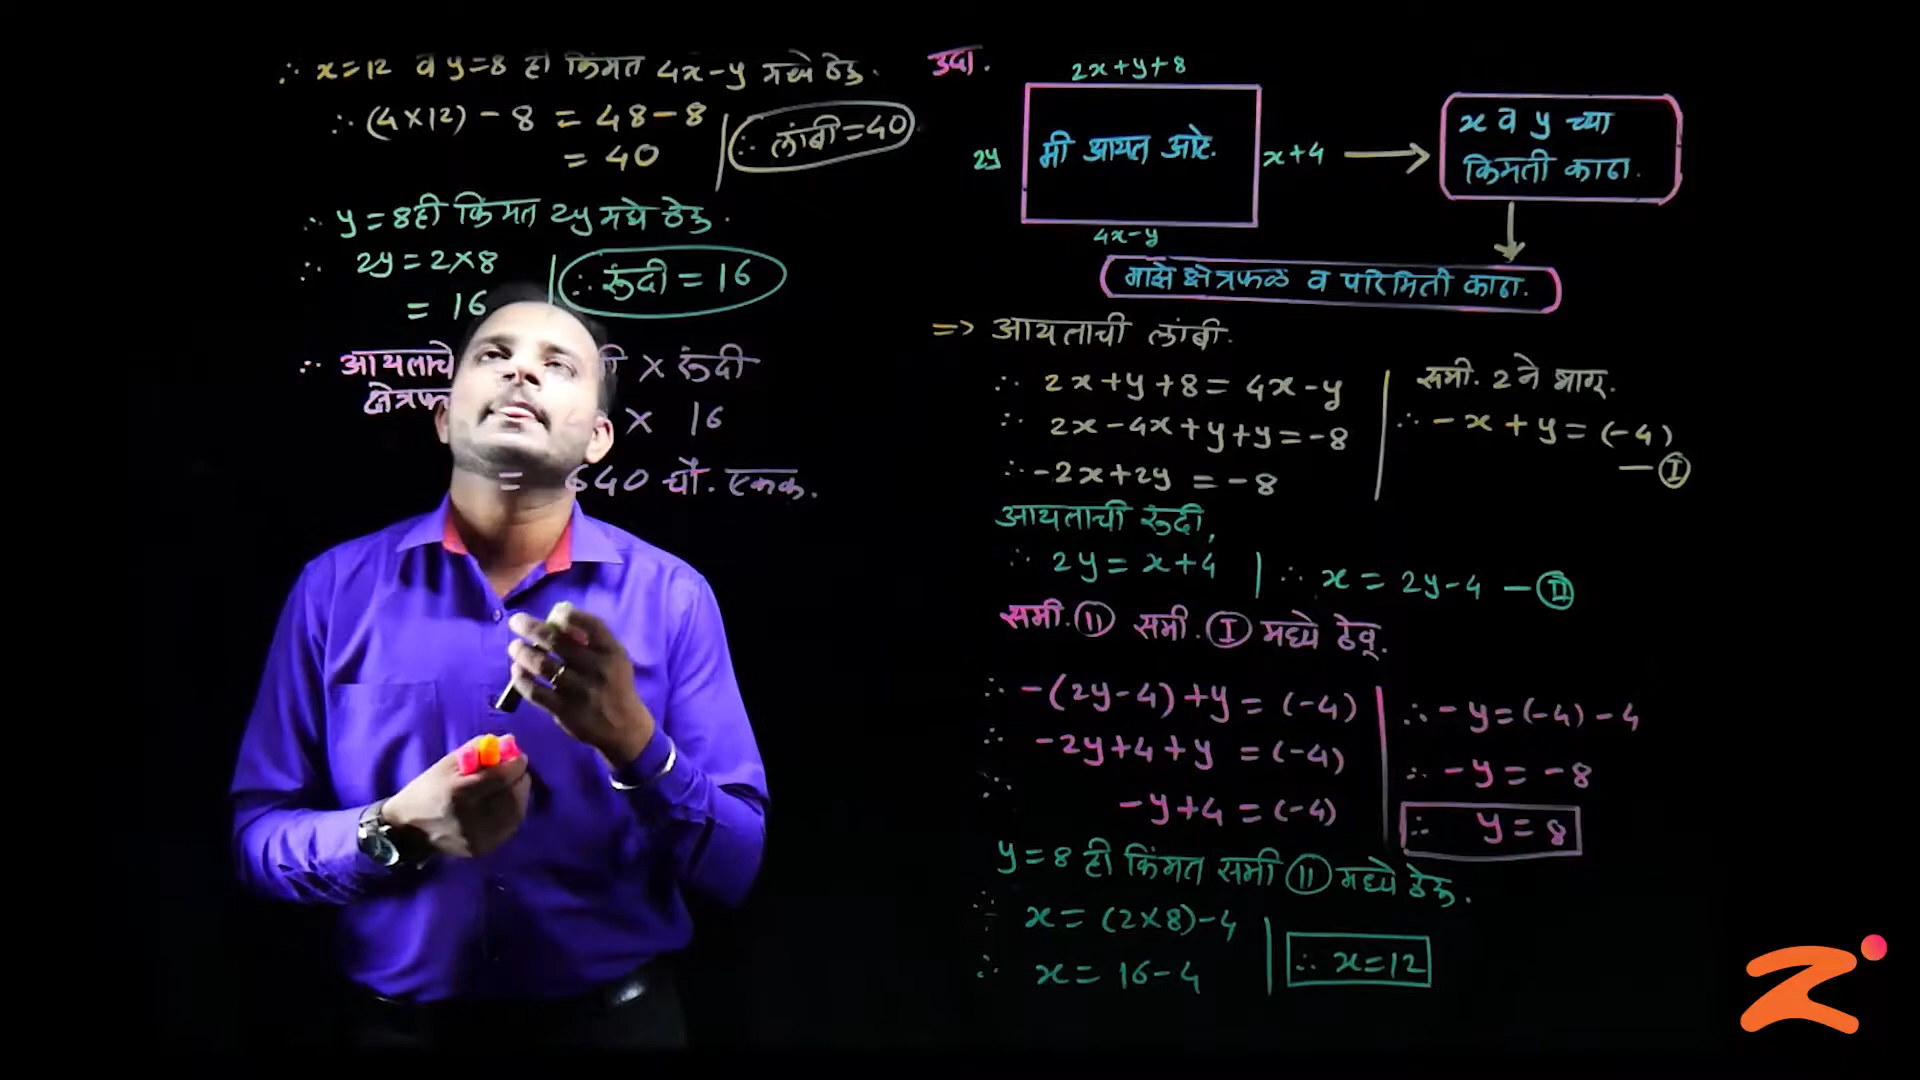 ∴ x=12 व y=8 ही किंमत 4x-y मध्ये ठेऊ.
∴ (4×12) - 8 = 48-8
= 40
∴ लांबी=40
∴ y=8ही किंमत 2y मध्ये ठेऊ.
∴ 2y = 2×8
= 16
∴ रुंदी = 16
∴ आयताचे × रुंदी
× 16
= 640 चौ. एकक.
उदा.
2x+y+8
2y
मी आयत आहे.
x+4
4x-y
x व y च्या
किंमती काढा.
माझे क्षेत्रफळ व परिमिती काढा.
=> आयताची लांबी.
∴ 2x+y+8 = 4x-y
∴ 2x-4x+y+y=-8
∴ -2x+2y = -8
समी. 2 ने भागू.
∴ -x+y = (-4)
— I
आयताची रुंदी,
∴ 2y = x+4
∴ x = 2y-4 — II
समी. II समी. I मध्ये ठेवू.
∴ -(2y-4)+y = (-4)
∴ -2y+4+y = (-4)
∴ -y+4 = (-4)
∴ -y = (-4)-4
∴ -y = -8
∴ y = 8
y=8 ही किंमत समी II मध्ये ठेऊ.
∴ x = (2×8)-4
∴ x = 16-4
∴ x=12